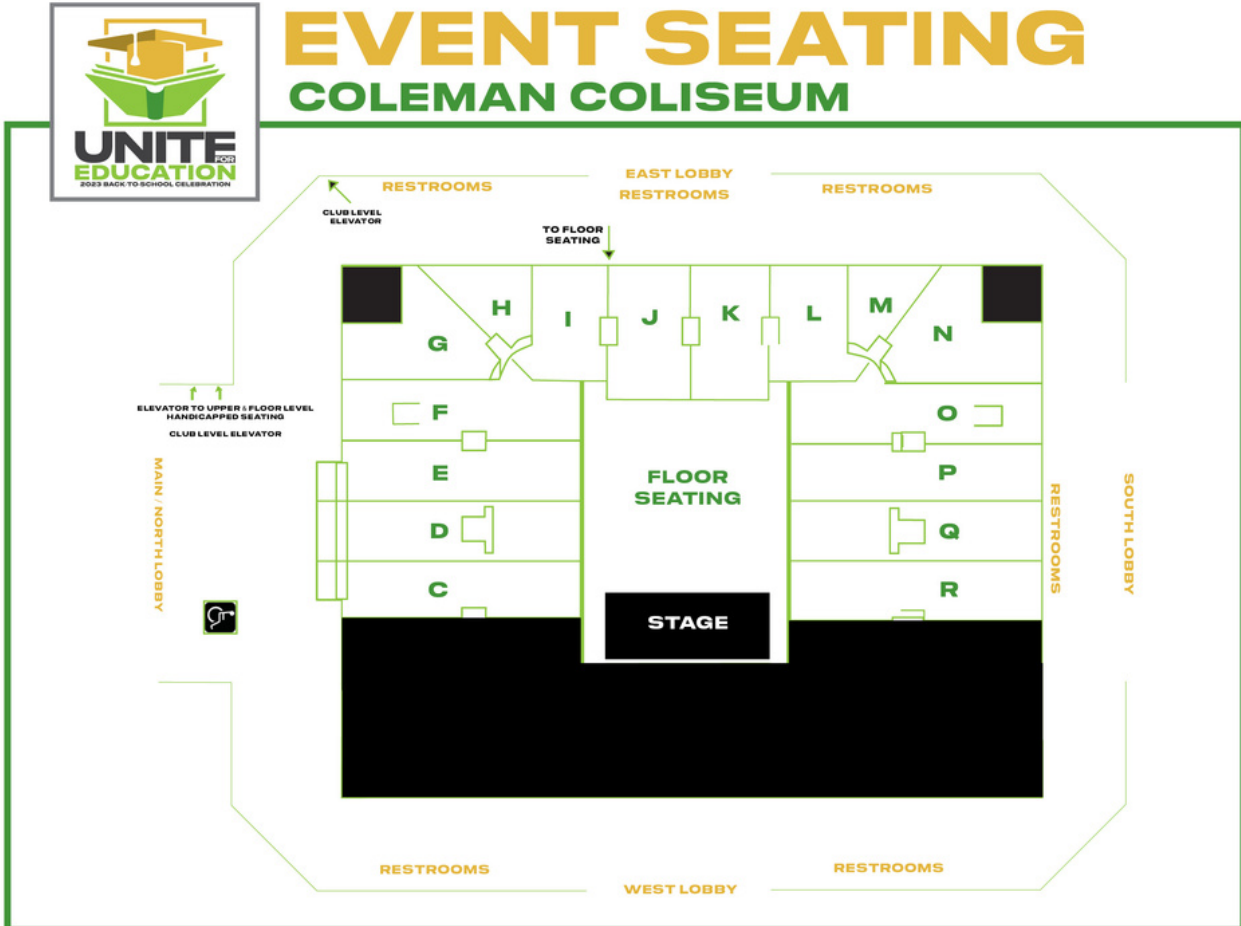 EVENT SEATING
COLEMAN COLISEUM
UNITE
FOR
EDUCATION
2023 BACK TO SCHOOL CELEBRATION
RESTROOMS
EAST LOBBY
RESTROOMS
RESTROOMS
CLUB LEVEL
ELEVATOR
TO FLOOR
SEATING
H
I
J
K
L
M
G
N
ELEVATOR TO UPPER & FLOOR LEVEL
HANDICAPPED SEATING
CLUB LEVEL ELEVATOR
F
O
E
P
FLOOR
SEATING
MAIN / NORTH LOBBY
RESTROOMS
SOUTH LOBBY
D
Q
C
R
STAGE
RESTROOMS
RESTROOMS
WEST LOBBY